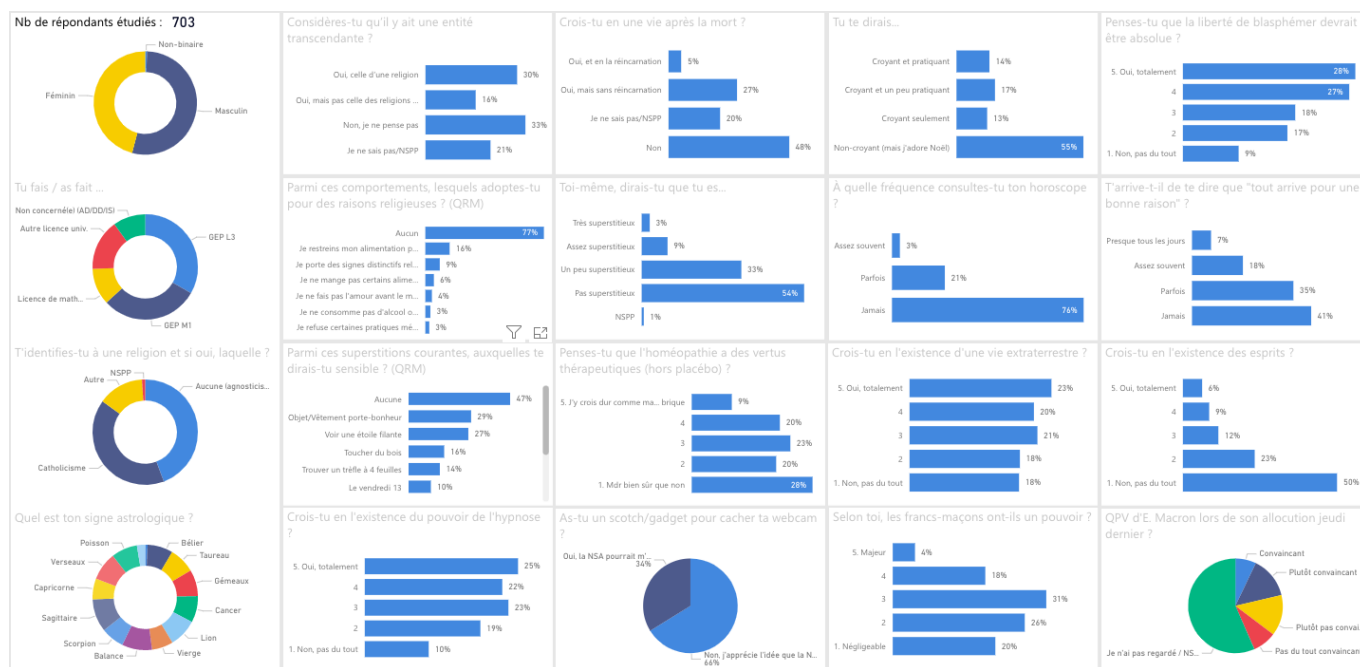 Nb de répondants étudiés : 703
Non-binaire
Féminin
Masculin
Considères-tu qu'il y ait une entité
transcendante ?
Oui, celle d'une religion 30%
Oui, mais pas celle des religions ... 16%
Non, je ne pense pas 33%
Je ne sais pas/NSPP 21%
Crois-tu en une vie après la mort ?
Oui, et en la réincarnation 5%
Oui, mais sans réincarnation 27%
Je ne sais pas/NSPP 20%
Non 48%
Tu te dirais...
Croyant et pratiquant 14%
Croyant et un peu pratiquant 17%
Croyant seulement 13%
Non-croyant (mais j'adore Noël) 55%
Penses-tu que la liberté de blasphémer devrait
être absolue ?
5. Oui, totalement 28%
4 27%
3 18%
2 17%
1. Non, pas du tout 9%
Tu fais / as fait ...
Non concerné(e) (AD/DD/IS)
Autre licence univ.
GEP L3
Licence de math...
GEP M1
Parmi ces comportements, lesquels adoptes-tu
pour des raisons religieuses ? (QRM)
Aucun 77%
Je restreins mon alimentation p... 16%
Je porte des signes distinctifs rel... 9%
Je ne mange pas certains alime... 6%
Je ne fais pas l'amour avant le m... 4%
Je ne consomme pas d'alcool o... 3%
Je refuse certaines pratiques mé... 3%
Toi-même, dirais-tu que tu es...
Très superstitieux 3%
Assez superstitieux 9%
Un peu superstitieux 33%
Pas superstitieux 54%
NSPP 1%
À quelle fréquence consultes-tu ton horoscope
?
Assez souvent 3%
Parfois 21%
Jamais 76%
T'arrive-t-il de te dire que "tout arrive pour une
bonne raison" ?
Presque tous les jours 7%
Assez souvent 18%
Parfois 35%
Jamais 41%
T'identifies-tu à une religion et si oui, laquelle ?
NSPP
Autre
Aucune (agnosticis...
Catholicisme
Parmi ces superstitions courantes, auxquelles te
dirais-tu sensible ? (QRM)
Aucune 47%
Objet/Vêtement porte-bonheur 29%
Voir une étoile filante 27%
Toucher du bois 16%
Trouver un trèfle à 4 feuilles 14%
Le vendredi 13 10%
Penses-tu que l'homéopathie a des vertus
thérapeutiques (hors placébo) ?
5. J'y crois dur comme ma... brique 9%
4 20%
3 23%
2 20%
1. Mdr bien sûr que non 28%
Crois-tu en l'existence d'une vie extraterrestre ?
5. Oui, totalement 23%
4 20%
3 21%
2 18%
1. Non, pas du tout 18%
Crois-tu en l'existence des esprits ?
5. Oui, totalement 6%
4 9%
3 12%
2 23%
1. Non, pas du tout 50%
Quel est ton signe astrologique ?
Poisson
Bélier
Verseaux
Taureau
Capricorne
Gémeaux
Sagittaire
Cancer
Scorpion
Lion
Balance
Vierge
Crois-tu en l'existence du pouvoir de l'hypnose
?
5. Oui, totalement 25%
4 22%
3 23%
2 19%
1. Non, pas du tout 10%
As-tu un scotch/gadget pour cacher ta webcam
?
Oui, la NSA pourrait m'...
34%
Non, j'apprécie l'idée que la N...
66%
Selon toi, les francs-maçons ont-ils un pouvoir ?
5. Majeur 4%
4 18%
3 31%
2 26%
1. Négligeable 20%
QPV d'E. Macron lors de son allocution jeudi
dernier ?
Convaincant
Plutôt convaincant
Plutôt pas convai...
Pas du tout convaincant
Je n'ai pas regardé / NS...